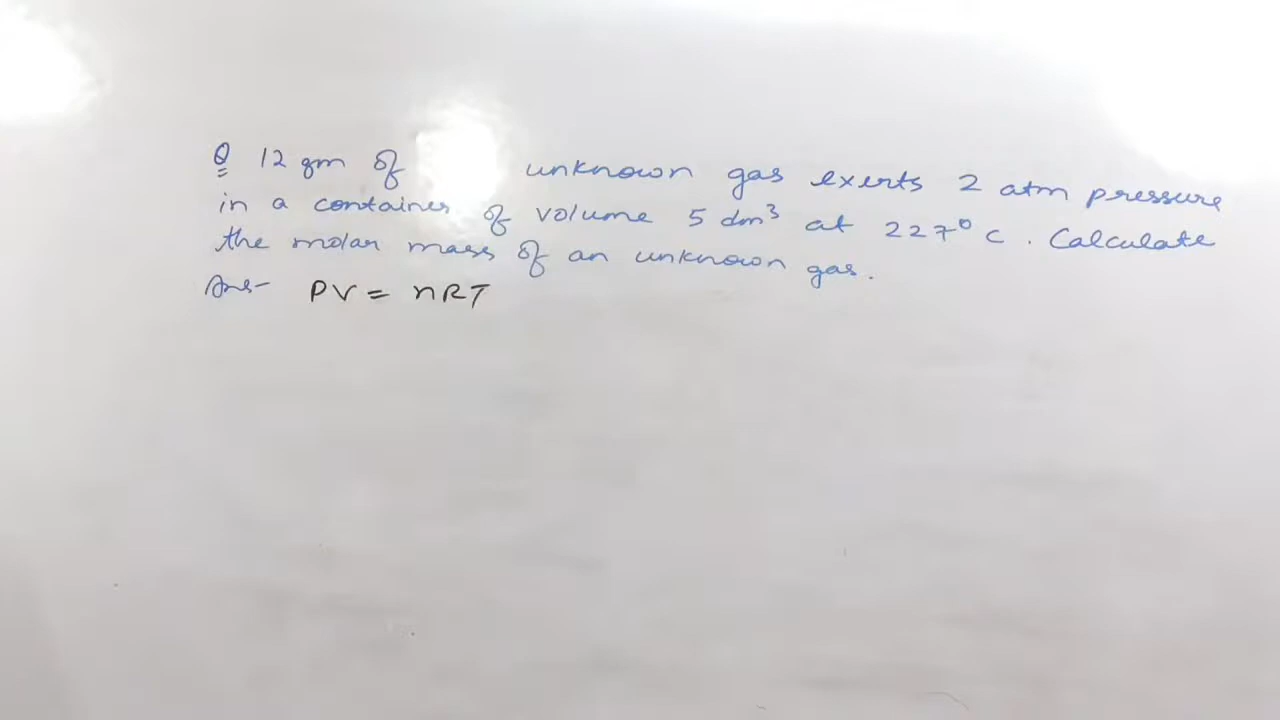 Q 12 gm of unknown gas exerts 2 atm pressure
in a container of volume 5 dm³ at 227° c. Calculate
the molar mass of an unknown gas.
Ans- PV = nRT